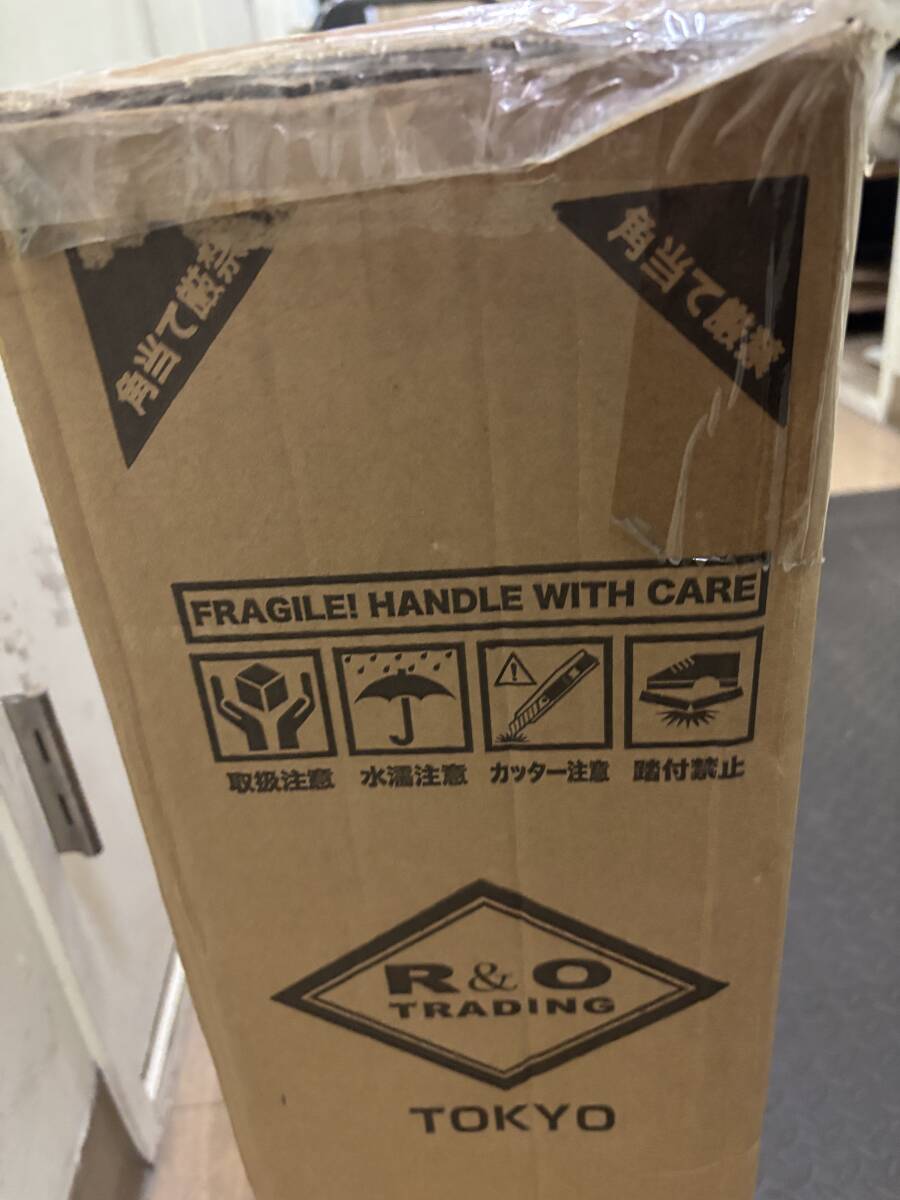 角当て厳禁
角当て厳禁
FRAGILE! HANDLE WITH CARE
取扱注意 水濡注意 カッター注意 踏付禁止
R & O
TRADING
TOKYO